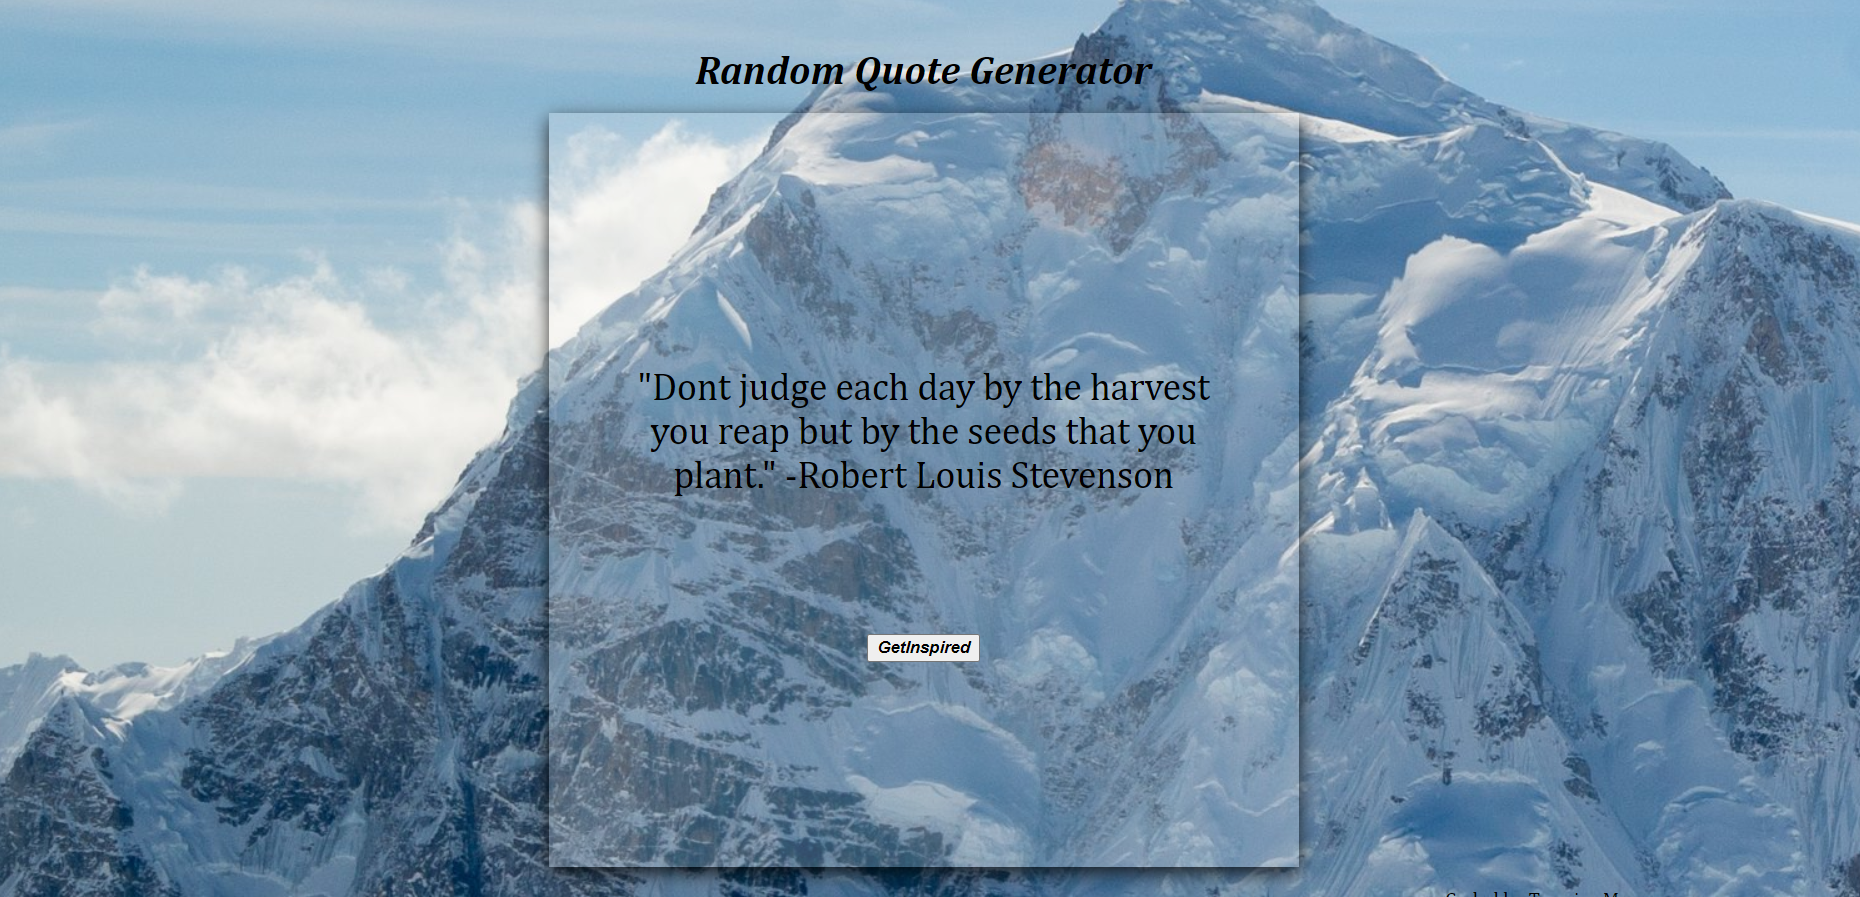 Random Quote Generator
"Dont judge each day by the harvest
you reap but by the seeds that you
plant." -Robert Louis Stevenson
GetInspired